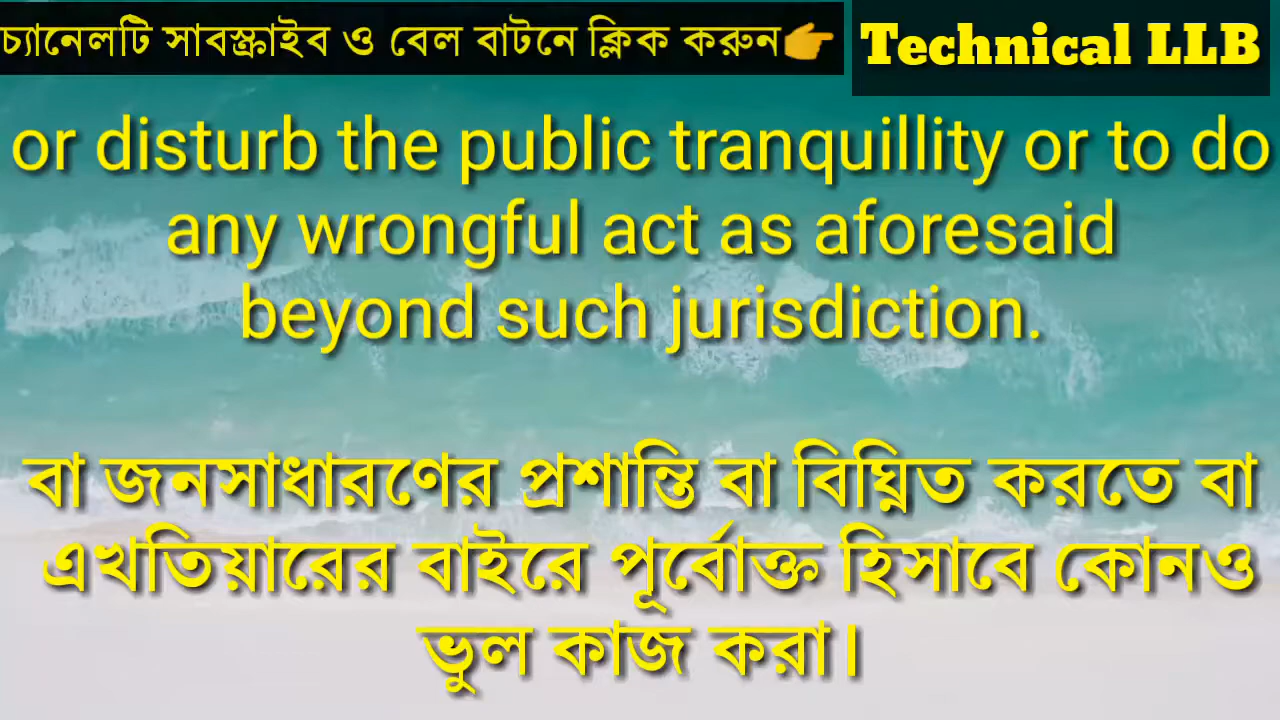 চ্যানেলটি সাবস্ক্রাইব ও বেল বাটনে ক্লিক করুন👉
Technical LLB
or disturb the public tranquillity or to do
any wrongful act as aforesaid
beyond such jurisdiction.
বা জনসাধারণের প্রশান্তি বা বিঘ্নিত করতে বা
এখতিয়ারের বাইরে পূর্বোক্ত হিসাবে কোনও
ভুল কাজ করা।